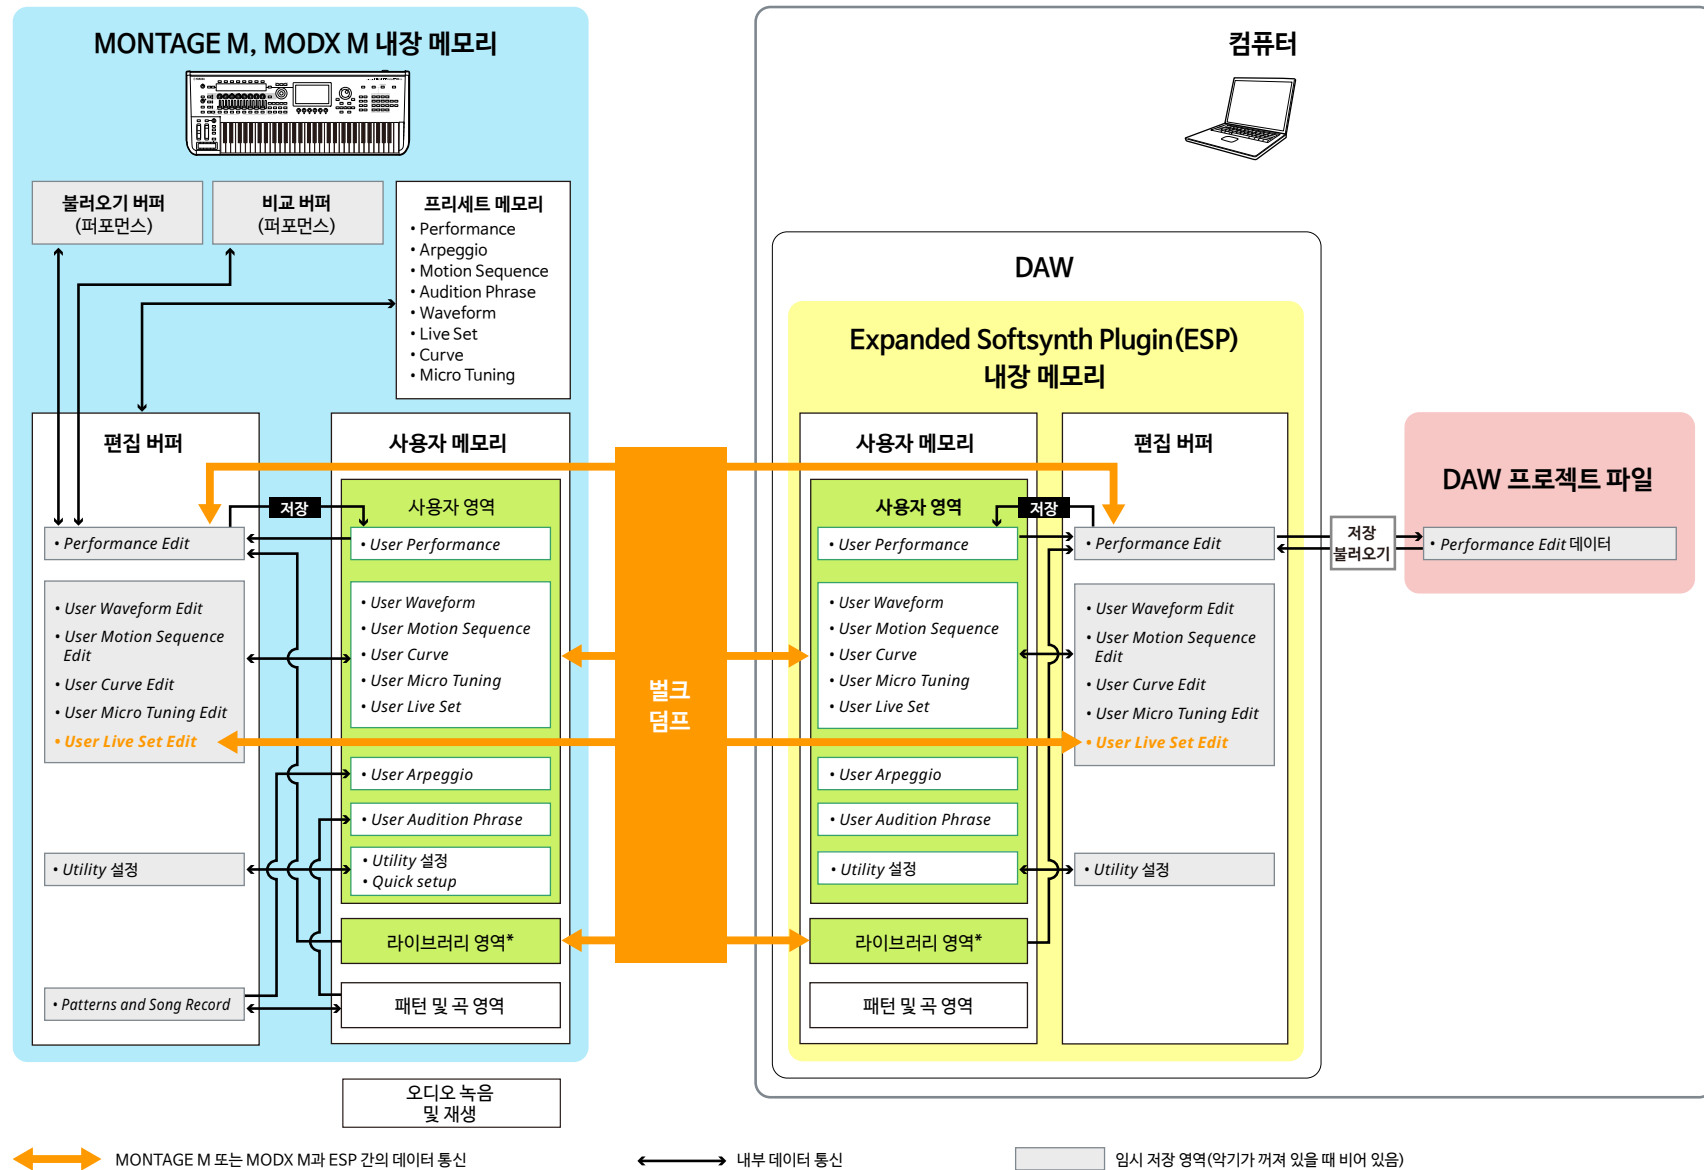 MONTAGE M, MODX M 내장 메모리
불러오기 버퍼
(퍼포먼스)
비교 버퍼
(퍼포먼스)
프리세트 메모리
• Performance
• Arpeggio
• Motion Sequence
• Audition Phrase
• Waveform
• Live Set
• Curve
• Micro Tuning
편집 버퍼
• Performance Edit
• User Waveform Edit
• User Motion Sequence
Edit
• User Curve Edit
• User Micro Tuning Edit
• User Live Set Edit
• Utility 설정
• Patterns and Song Record
저장
사용자 메모리
사용자 영역
• User Performance
• User Waveform
• User Motion Sequence
• User Curve
• User Micro Tuning
• User Live Set
• User Arpeggio
• User Audition Phrase
• Utility 설정
• Quick setup
라이브러리 영역*
패턴 및 곡 영역
오디오 녹음
및 재생
벌크
덤프
컴퓨터
DAW
Expanded Softsynth Plugin(ESP)
내장 메모리
사용자 메모리
사용자 영역
• User Performance
• User Waveform
• User Motion Sequence
• User Curve
• User Micro Tuning
• User Live Set
• User Arpeggio
• User Audition Phrase
• Utility 설정
라이브러리 영역*
패턴 및 곡 영역
저장
편집 버퍼
• Performance Edit
• User Waveform Edit
• User Motion Sequence
Edit
• User Curve Edit
• User Micro Tuning Edit
• User Live Set Edit
• Utility 설정
저장
불러오기
DAW 프로젝트 파일
• Performance Edit 데이터
MONTAGE M 또는 MODX M과 ESP 간의 데이터 통신
내부 데이터 통신
임시 저장 영역(악기가 꺼져 있을 때 비어 있음)